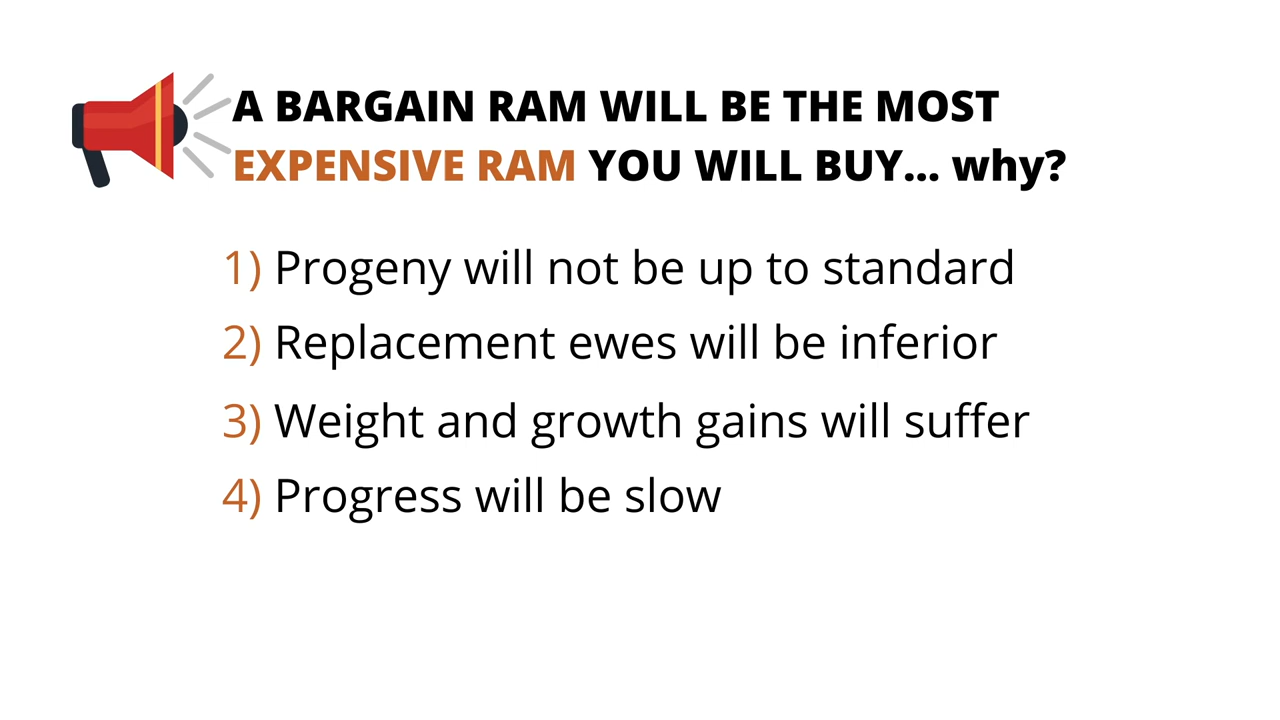 A BARGAIN RAM WILL BE THE MOST
EXPENSIVE RAM YOU WILL BUY... why?
1) Progeny will not be up to standard
2) Replacement ewes will be inferior
3) Weight and growth gains will suffer
4) Progress will be slow